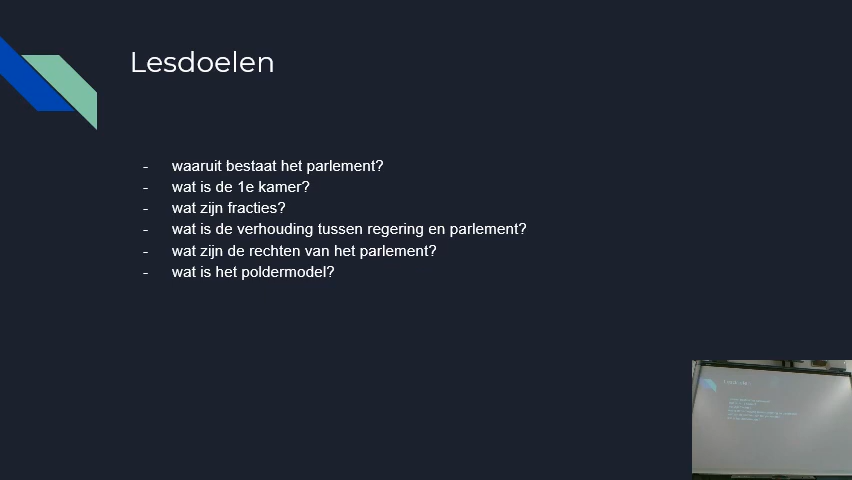 Lesdoelen
- waaruit bestaat het parlement?
- wat is de 1e kamer?
- wat zijn fracties?
- wat is de verhouding tussen regering en parlement?
- wat zijn de rechten van het parlement?
- wat is het poldermodel?